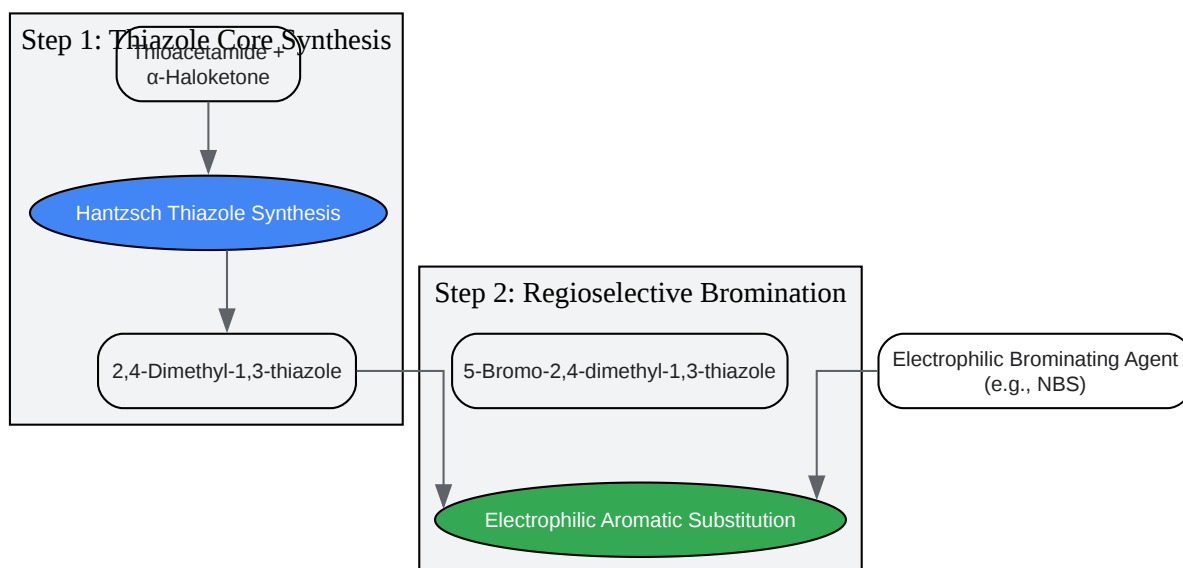 Step 1: Thiazole Core Synthesis
Thioacetamide +
α-Haloketone
Hantzsch Thiazole Synthesis
2,4-Dimethyl-1,3-thiazole
Step 2: Regioselective Bromination
5-Bromo-2,4-dimethyl-1,3-thiazole
Electrophilic Brominating Agent
(e.g., NBS)
Electrophilic Aromatic Substitution